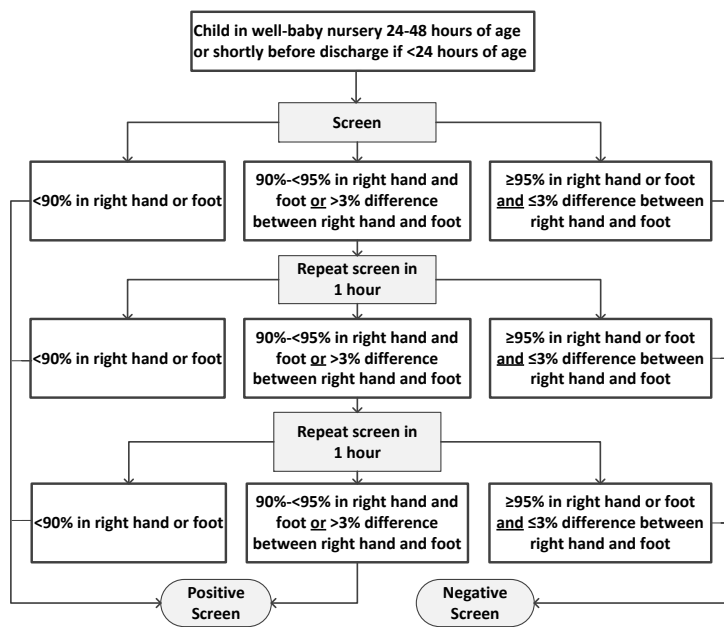 Child in well-baby nursery 24-48 hours of age
or shortly before discharge if <24 hours of age
Screen
<90% in right hand or foot
90%-<95% in right hand and
foot or >3% difference
between right hand and foot
≥95% in right hand or foot
and ≤3% difference between
right hand and foot
Repeat screen in
1 hour
<90% in right hand or foot
90%-<95% in right hand and
foot or >3% difference
between right hand and foot
≥95% in right hand or foot
and ≤3% difference between
right hand and foot
Repeat screen in
1 hour
<90% in right hand or foot
90%-<95% in right hand and
foot or >3% difference
between right hand and foot
≥95% in right hand or foot
and ≤3% difference between
right hand and foot
Positive
Screen
Negative
Screen